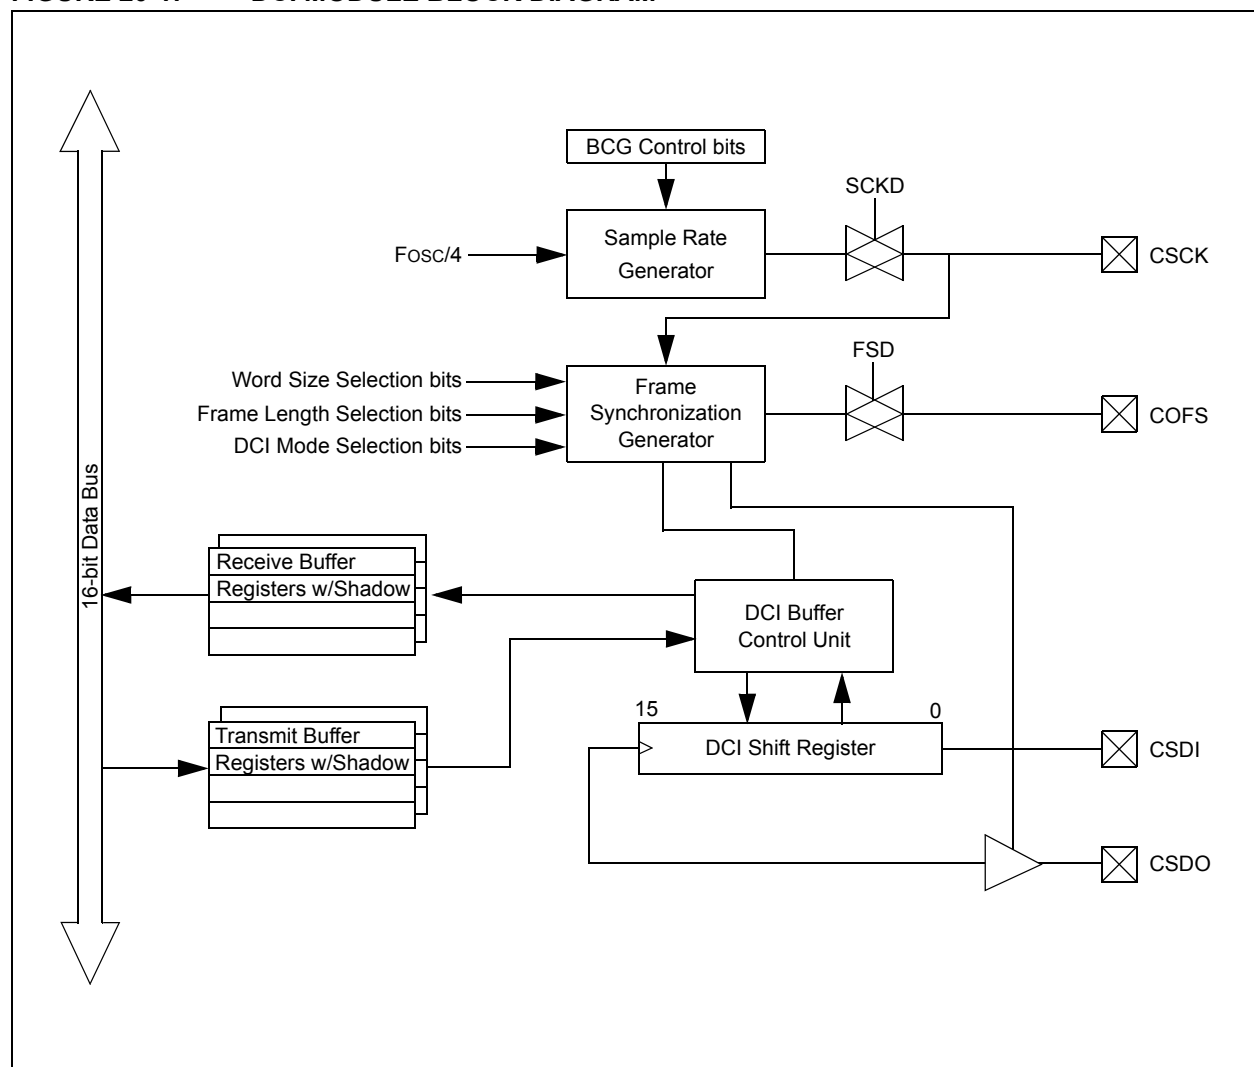 BCG Control bits
SCKD
Sample Rate
Generator
FOSC/4
CSCK
FSD
Word Size Selection bits
Frame Length Selection bits
DCI Mode Selection bits
Frame
Synchronization
Generator
COFS
16-bit Data Bus
Receive Buffer
Registers w/Shadow
DCI Buffer
Control Unit
Transmit Buffer
Registers w/Shadow
15
0
DCI Shift Register
CSDI
CSDO